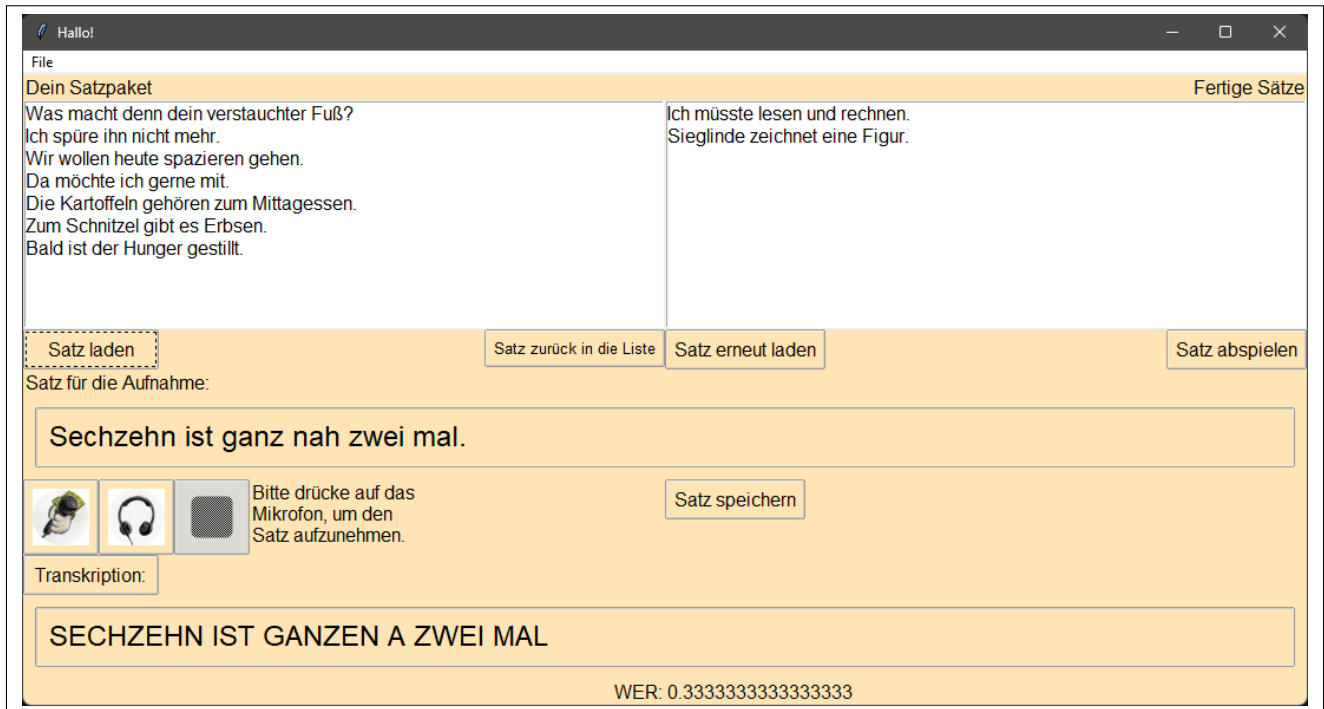 Hallo!
File
Dein Satzpaket
Fertige Sätze
Was macht denn dein verstauchter Fuß?
Ich spüre ihn nicht mehr.
Wir wollen heute spazieren gehen.
Da möchte ich gerne mit.
Die Kartoffeln gehören zum Mittagessen.
Zum Schnitzel gibt es Erbsen.
Bald ist der Hunger gestillt.
Ich müsste lesen und rechnen.
Sieglinde zeichnet eine Figur.
Satz laden
Satz zurück in die Liste
Satz erneut laden
Satz abspielen
Satz für die Aufnahme:
Sechzehn ist ganz nah zwei mal.
Bitte drücke auf das
Mikrofon, um den
Satz aufzunehmen.
Satz speichern
Transkription:
SECHZEHN IST GANZEN A ZWEI MAL
WER: 0.3333333333333333